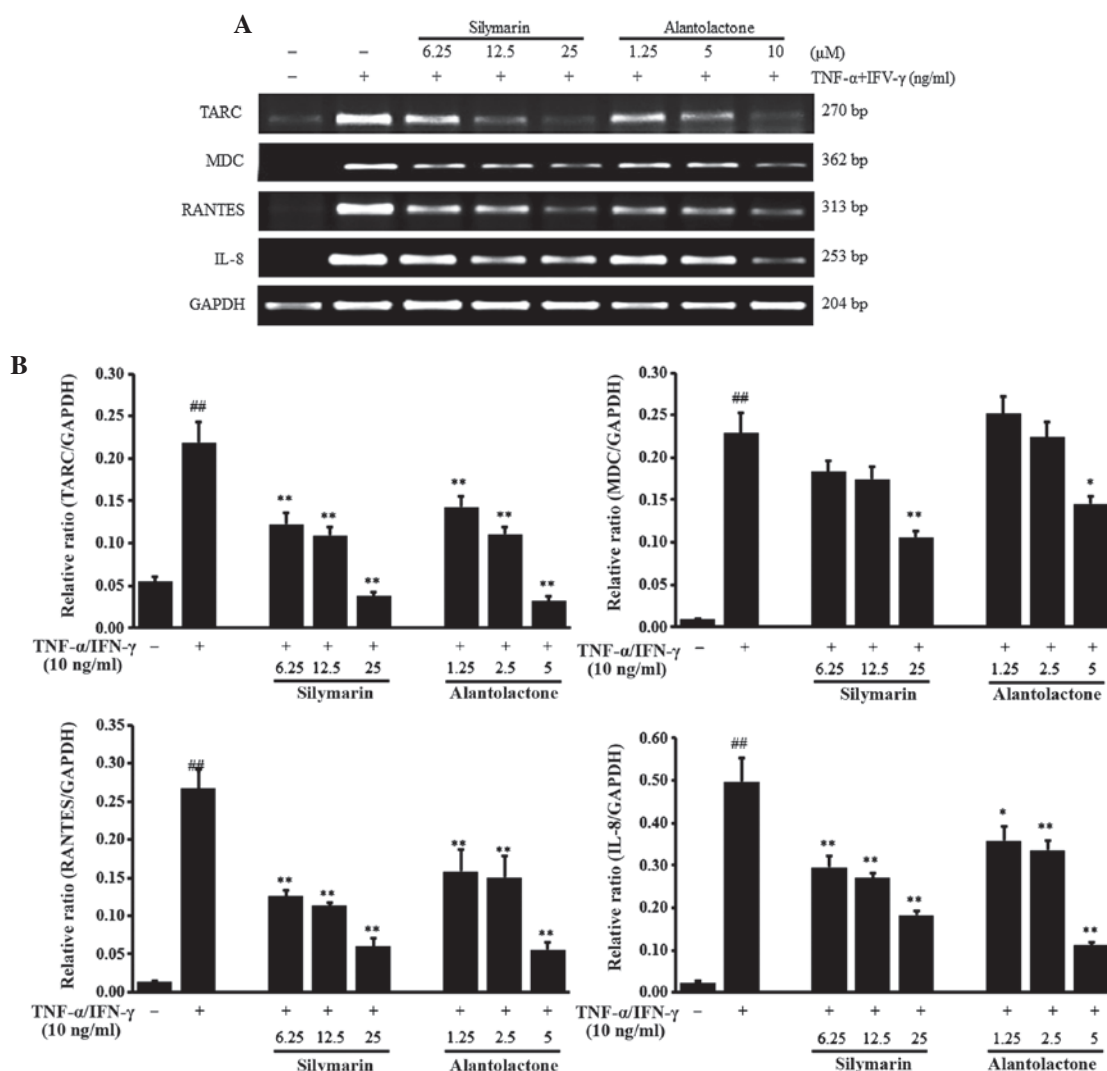 A
Silymarin Alantolactone
– – 6.25 12.5 25 1.25 5 10 (μM)
– + + + + + + + TNF-α+IFV-γ (ng/ml)
TARC 270 bp
MDC 362 bp
RANTES 313 bp
IL-8 253 bp
GAPDH 204 bp
B
Relative ratio (TARC/GAPDH)
0.30
0.25
0.20
0.15
0.10
0.05
0.00
##
**
**
**
**
**
**
TNF-α/IFN-γ – + + + + + + +
(10 ng/ml) 6.25 12.5 25 1.25 2.5 5
Silymarin Alantolactone
Relative ratio (MDC/GAPDH)
0.30
0.25
0.20
0.15
0.10
0.05
0.00
##
**
*
TNF-α/IFN-γ – + + + + + + +
(10 ng/ml) 6.25 12.5 25 1.25 2.5 5
Silymarin Alantolactone
Relative ratio (RANTES/GAPDH)
0.35
0.30
0.25
0.20
0.15
0.10
0.05
0.00
##
**
**
**
**
**
**
TNF-α/IFN-γ – + + + + + + +
(10 ng/ml) 6.25 12.5 25 1.25 2.5 5
Silymarin Alantolactone
Relative ratio (IL-8/GAPDH)
0.60
0.50
0.40
0.30
0.20
0.10
0.00
##
**
**
**
*
**
**
TNF-α/IFN-γ – + + + + + + +
(10 ng/ml) 6.25 12.5 25 1.25 2.5 5
Silymarin Alantolactone